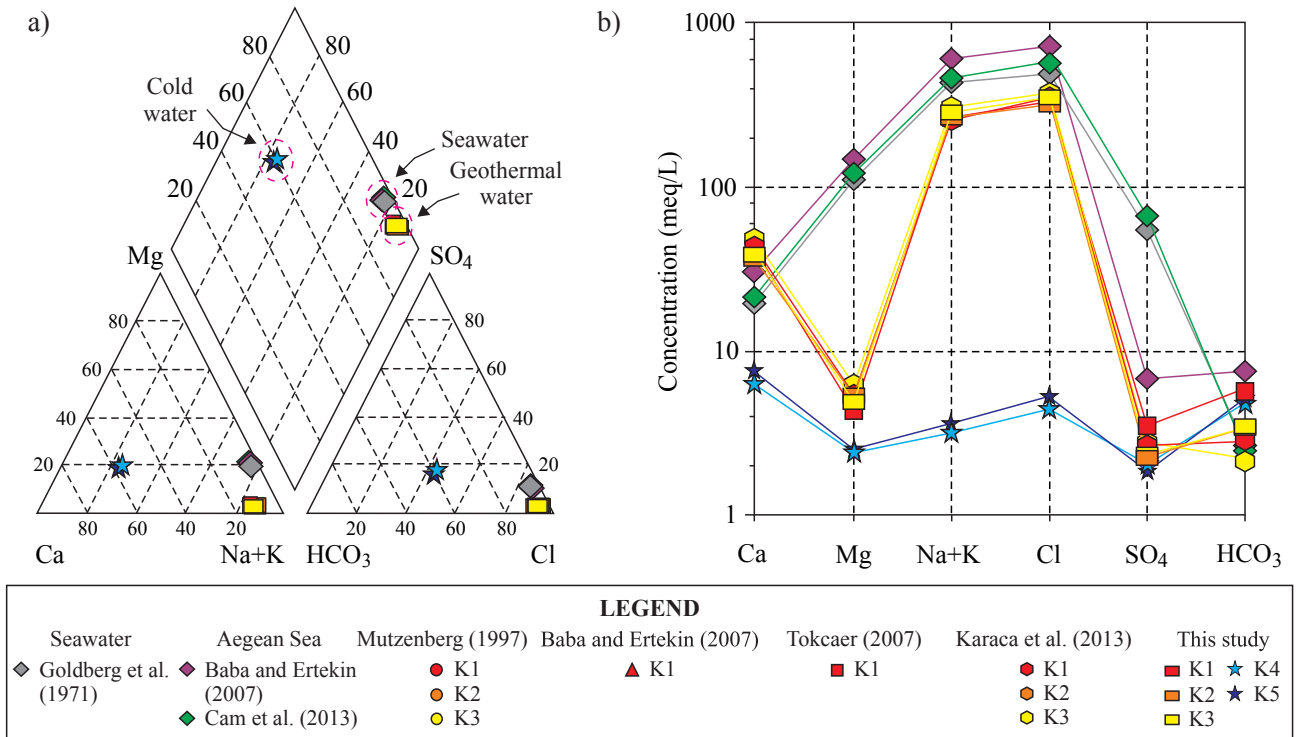 a)
80
80
Cold
water
60
60
40
40
Seawater
Geothermal
water
20
20
Mg
SO₄
80
80
60
60
40
40
20
20
80
60
40
20
20
40
60
80
Ca
Na+K
HCO₃
Cl
b)
Concentration (meq/L)
1000
100
10
1
Ca
Mg
Na+K
Cl
SO₄
HCO₃
LEGEND
Seawater
Goldberg et al.
(1971)
Aegean Sea
Baba and Ertekin
(2007)
Cam et al. (2013)
Mutzenberg (1997)
K1
K2
K3
Baba and Ertekin (2007)
K1
Tokcaer (2007)
K1
Karaca et al. (2013)
K1
K2
K3
This study
K1
K2
K3
K4
K5